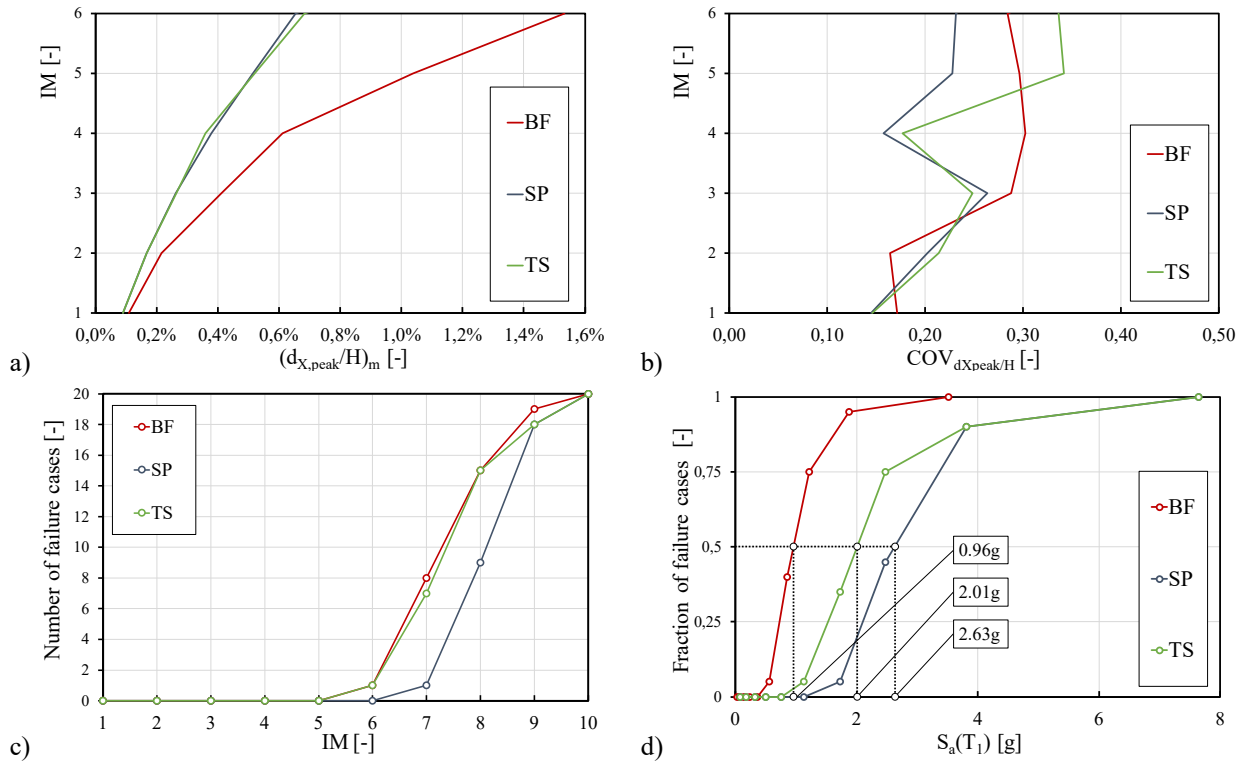 6
5
4
3
2
1
IM [-]
BF
SP
TS
0,0%
0,2%
0,4%
0,6%
0,8%
1,0%
1,2%
1,4%
1,6%
(d_X,peak/H)_m [-]
a)
6
5
4
3
2
1
IM [-]
BF
SP
TS
0,00
0,10
0,20
0,30
0,40
0,50
COV_dXpeak/H [-]
b)
20
18
16
14
12
10
8
6
4
2
0
Number of failure cases [-]
BF
SP
TS
1
2
3
4
5
6
7
8
9
10
IM [-]
c)
1
0,75
0,5
0,25
0
Fraction of failure cases [-]
BF
SP
TS
0.96g
2.01g
2.63g
0
2
4
6
8
S_a(T_1) [g]
d)